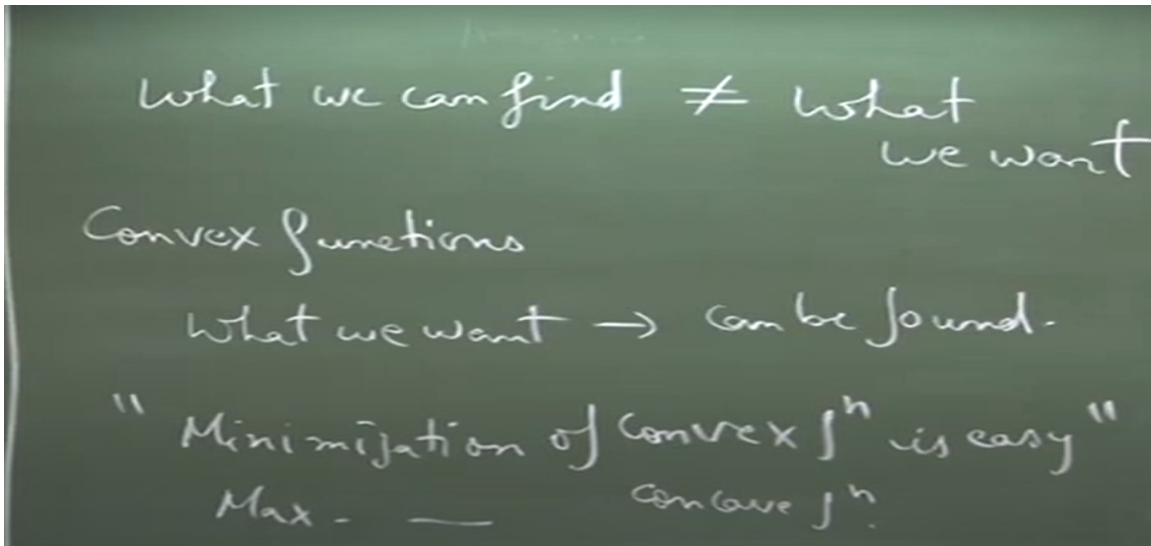 what we can find ≠ what
we want
Convex functions
What we want → can be found.
" Minimization of convex fⁿ is easy "
Max. — concave fⁿ.